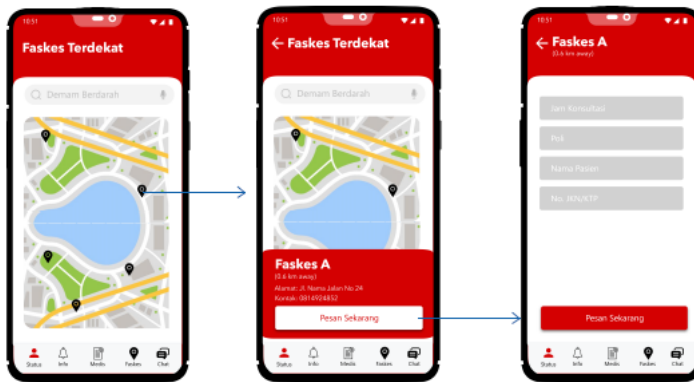 10:51
Faskes Terdekat
Demam Berdarah
Status Info Medis Faskes Chat
10:51
← Faskes Terdekat
Demam Berdarah
Faskes A
(0.6 km away)
Alamat: Jl. Nama Jalan No 24
Kontak: 0814924852
Pesan Sekarang
Status Info Medis Faskes Chat
10:51
← Faskes A
(0.6 km away)
Jam Konsultasi
Poli
Nama Pasien
No. JKN/KTP
Pesan Sekarang
Status Info Medis Faskes Chat